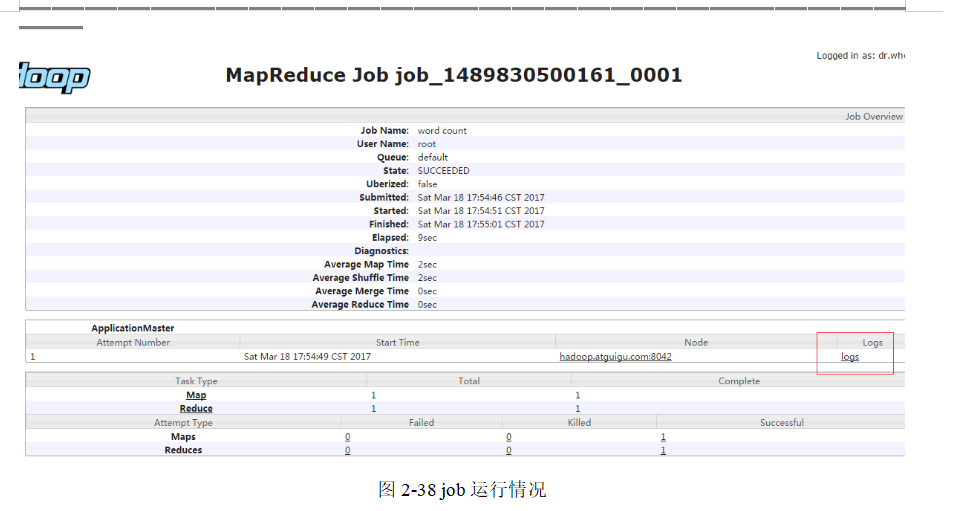 Logged in as: dr.who
MapReduce Job job_1489830500161_0001
Job Overview
Job Name: word count
User Name: root
Queue: default
State: SUCCEEDED
Uberized: false
Submitted: Sat Mar 18 17:54:46 CST 2017
Started: Sat Mar 18 17:54:51 CST 2017
Finished: Sat Mar 18 17:55:01 CST 2017
Elapsed: 9sec
Diagnostics:
Average Map Time 2sec
Average Shuffle Time 2sec
Average Merge Time 0sec
Average Reduce Time 0sec
ApplicationMaster
Attempt Number Start Time Node Logs
1 Sat Mar 18 17:54:49 CST 2017 hadoop.atguigu.com:8042 logs
Task Type Total Complete
Map 1 1
Reduce 1 1
Attempt Type Failed Killed Successful
Maps 0 0 1
Reduces 0 0 1
图 2-38 job 运行情况